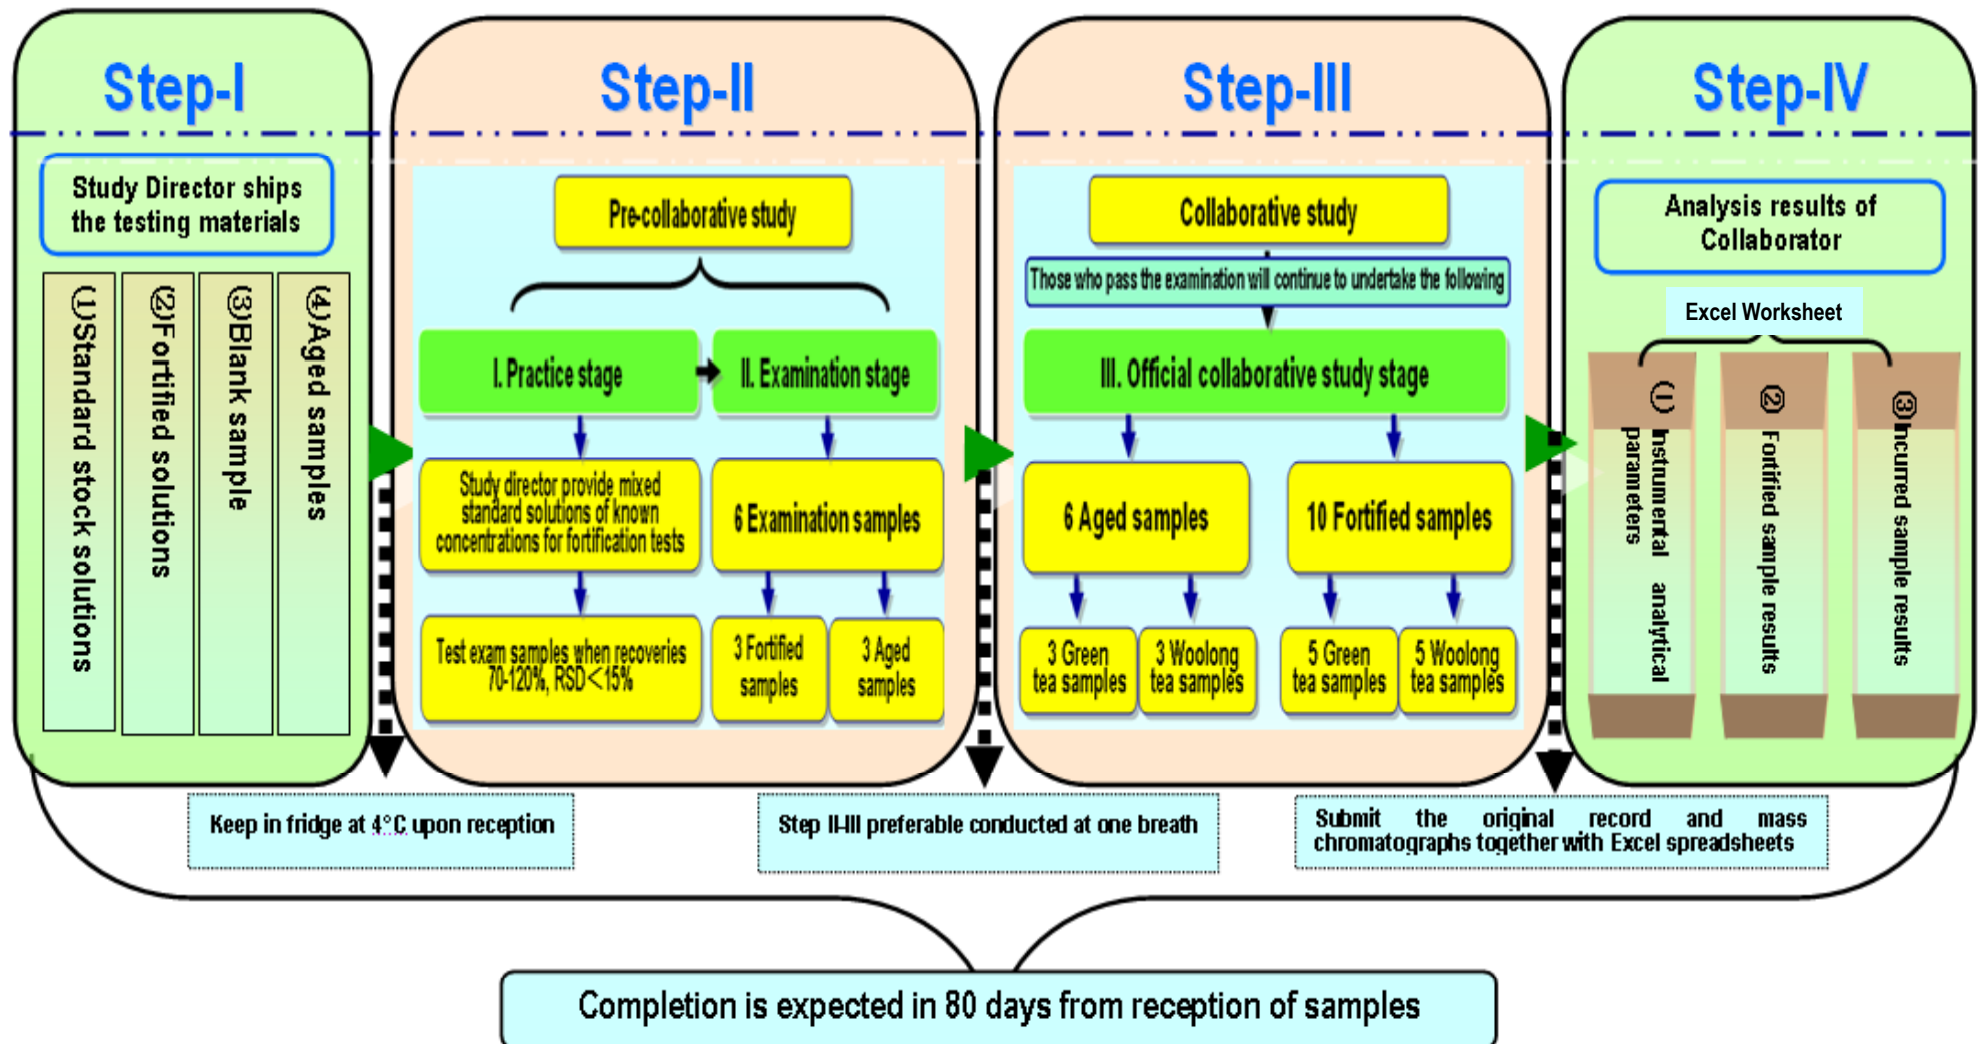 Step-I
Study Director ships
the testing materials
①Standard stock solutions
②Fortified solutions
③Blank sample
④Aged samples
Step-II
Pre-collaborative study
I. Practice stage
II. Examination stage
Study director provide mixed
standard solutions of known
concentrations for fortification tests
6 Examination samples
Test exam samples when recoveries
70-120%, RSD<15%
3 Fortified
samples
3 Aged
samples
Step-III
Collaborative study
Those who pass the examination will continue to undertake the following
III. Official collaborative study stage
6 Aged samples
10 Fortified samples
3 Green
tea samples
3 Woolong
tea samples
5 Green
tea samples
5 Woolong
tea samples
Step-IV
Analysis results of
Collaborator
Excel Worksheet
① Instrumental analytical
parameters
② Fortified sample results
③Incurred sample results
Keep in fridge at 4°C upon reception
Step II-III preferable conducted at one breath
Submit the original record and mass
chromatographs together with Excel spreadsheets
Completion is expected in 80 days from reception of samples